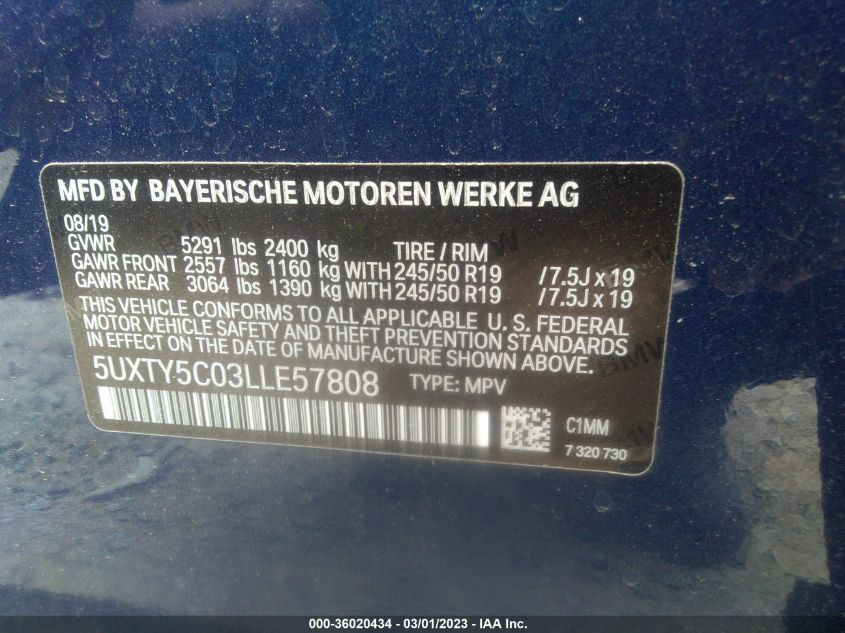 MFD BY BAYERISCHE MOTOREN WERKE AG
08/19
GVWR 5291 lbs 2400 kg TIRE / RIM
GAWR FRONT 2557 lbs 1160 kg WITH 245/50 R19 /7.5J x 19
GAWR REAR 3064 lbs 1390 kg WITH 245/50 R19 /7.5J x 19
THIS VEHICLE CONFORMS TO ALL APPLICABLE U. S. FEDERAL
MOTOR VEHICLE SAFETY AND THEFT PREVENTION STANDARDS
IN EFFECT ON THE DATE OF MANUFACTURE SHOWN ABOVE.
5UXTY5C03LLE57808 TYPE: MPV
C1MM
7 320 730
BMW
BMW
000-36020434 - 03/01/2023 - IAA Inc.